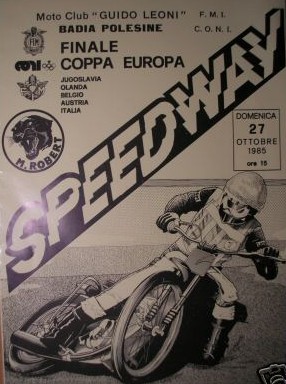 Moto Club "GUIDO LEONI" F. M. I.
BADIA POLESINE C. O. N. I.
FINALE
COPPA EUROPA
JUGOSLAVIA
OLANDA
BELGIO
AUSTRIA
ITALIA
M. ROBERT
SPEEDWAY
DOMENICA
27
OTTOBRE
1985
ore 15